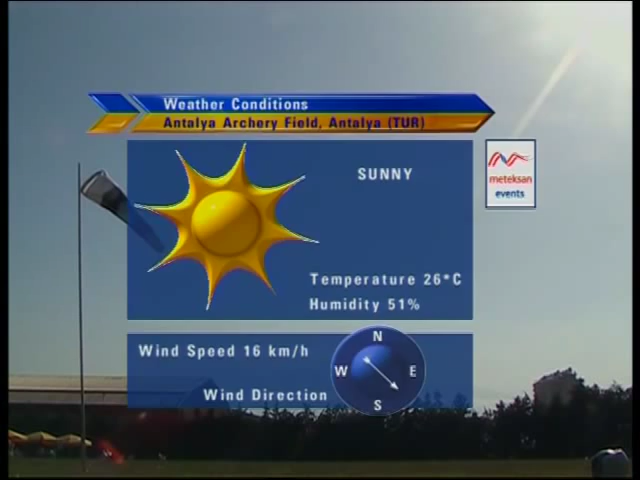 Weather Conditions
Antalya Archery Field, Antalya (TUR)
SUNNY
meteksan
events
Temperature 26*C
Humidity 51%
Wind Speed 16 km/h
Wind Direction
N
W E
S